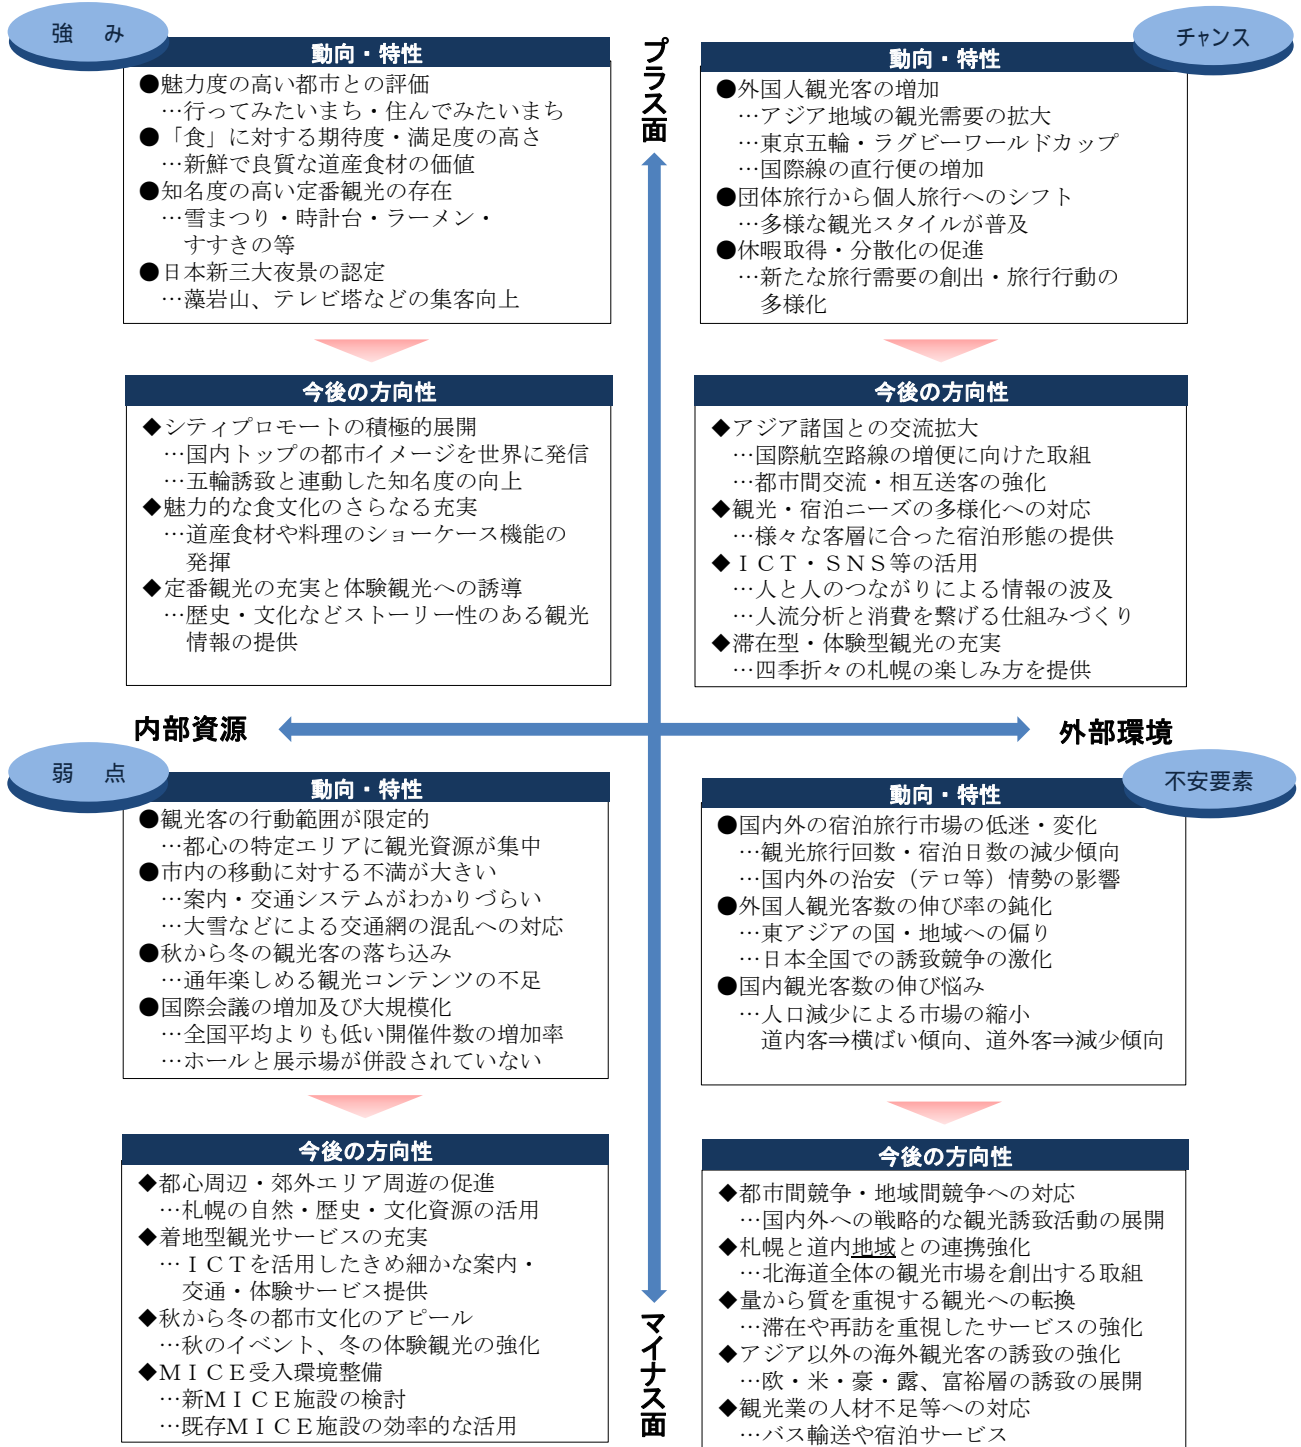 強　み
動向・特性
●魅力度の高い都市との評価
…行ってみたいまち・住んでみたいまち
●「食」に対する期待度・満足度の高さ
…新鮮で良質な道産食材の価値
●知名度の高い定番観光の存在
…雪まつり・時計台・ラーメン・
すすきの等
●日本新三大夜景の認定
…藻岩山、テレビ塔などの集客向上
今後の方向性
◆シティプロモートの積極的展開
…国内トップの都市イメージを世界に発信
…五輪誘致と連動した知名度の向上
◆魅力的な食文化のさらなる充実
…道産食材や料理のショーケース機能の
発揮
◆定番観光の充実と体験観光への誘導
…歴史・文化などストーリー性のある観光
情報の提供
プラス面
チャンス
動向・特性
●外国人観光客の増加
…アジア地域の観光需要の拡大
…東京五輪・ラグビーワールドカップ
…国際線の直行便の増加
●団体旅行から個人旅行へのシフト
…多様な観光スタイルが普及
●休暇取得・分散化の促進
…新たな旅行需要の創出・旅行行動の
多様化
今後の方向性
◆アジア諸国との交流拡大
…国際航空路線の増便に向けた取組
…都市間交流・相互送客の強化
◆観光・宿泊ニーズの多様化への対応
…様々な客層に合った宿泊形態の提供
◆ＩＣＴ・ＳＮＳ等の活用
…人と人のつながりによる情報の波及
…人流分析と消費を繋げる仕組みづくり
◆滞在型・体験型観光の充実
…四季折々の札幌の楽しみ方を提供
内部資源
外部環境
弱　点
動向・特性
●観光客の行動範囲が限定的
…都心の特定エリアに観光資源が集中
●市内の移動に対する不満が大きい
…案内・交通システムがわかりづらい
…大雪などによる交通網の混乱への対応
●秋から冬の観光客の落ち込み
…通年楽しめる観光コンテンツの不足
●国際会議の増加及び大規模化
…全国平均よりも低い開催件数の増加率
…ホールと展示場が併設されていない
今後の方向性
◆都心周辺・郊外エリア周遊の促進
…札幌の自然・歴史・文化資源の活用
◆着地型観光サービスの充実
…ＩＣＴを活用したきめ細かな案内・
交通・体験サービス提供
◆秋から冬の都市文化のアピール
…秋のイベント、冬の体験観光の強化
◆ＭＩＣＥ受入環境整備
…新ＭＩＣＥ施設の検討
…既存ＭＩＣＥ施設の効率的な活用
マイナス面
不安要素
動向・特性
●国内外の宿泊旅行市場の低迷・変化
…観光旅行回数・宿泊日数の減少傾向
…国内外の治安（テロ等）情勢の影響
●外国人観光客数の伸び率の鈍化
…東アジアの国・地域への偏り
…日本全国での誘致競争の激化
●国内観光客数の伸び悩み
…人口減少による市場の縮小
道内客⇒横ばい傾向、道外客⇒減少傾向
今後の方向性
◆都市間競争・地域間競争への対応
…国内外への戦略的な観光誘致活動の展開
◆札幌と道内地域との連携強化
…北海道全体の観光市場を創出する取組
◆量から質を重視する観光への転換
…滞在や再訪を重視したサービスの強化
◆アジア以外の海外観光客の誘致の強化
…欧・米・豪・露、富裕層の誘致の展開
◆観光業の人材不足等への対応
…バス輸送や宿泊サービス